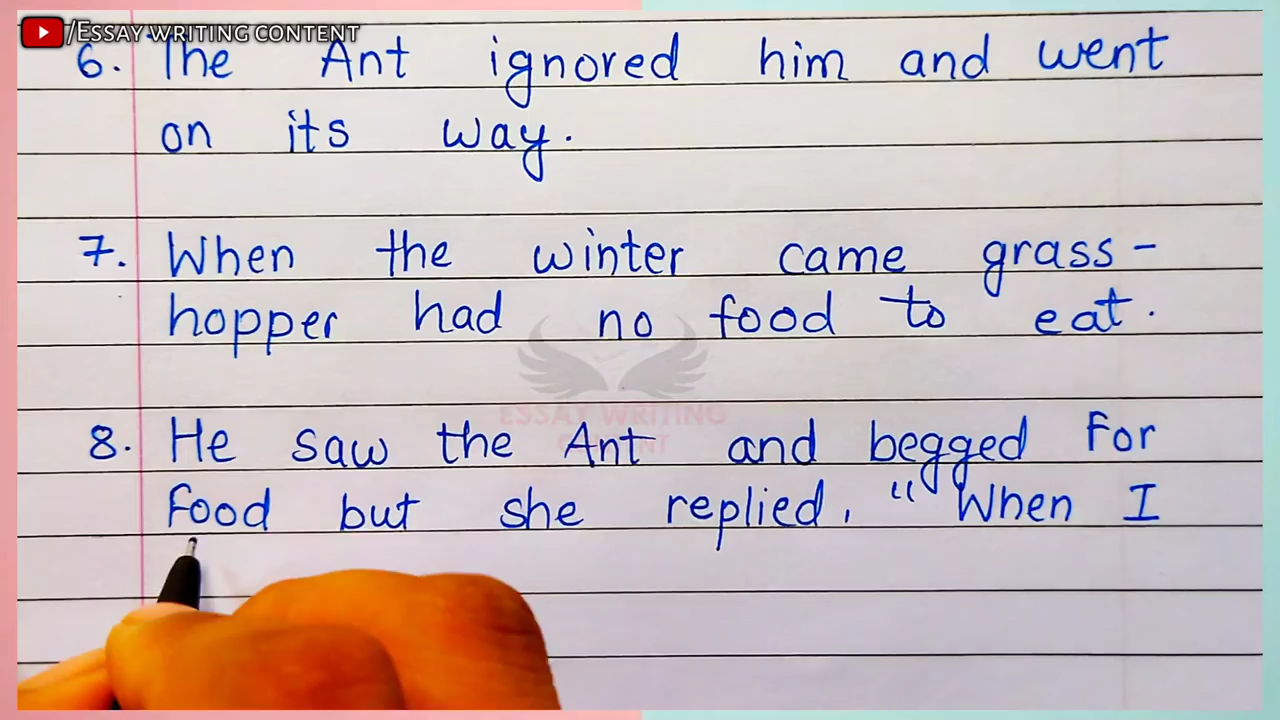 /Essay writing content
6. The Ant ignored him and went
on its way.
7. When the winter came grass-
hopper had no food to eat.
ESSAY WRITING
8. He saw the Ant and begged for
food but she replied, "When I